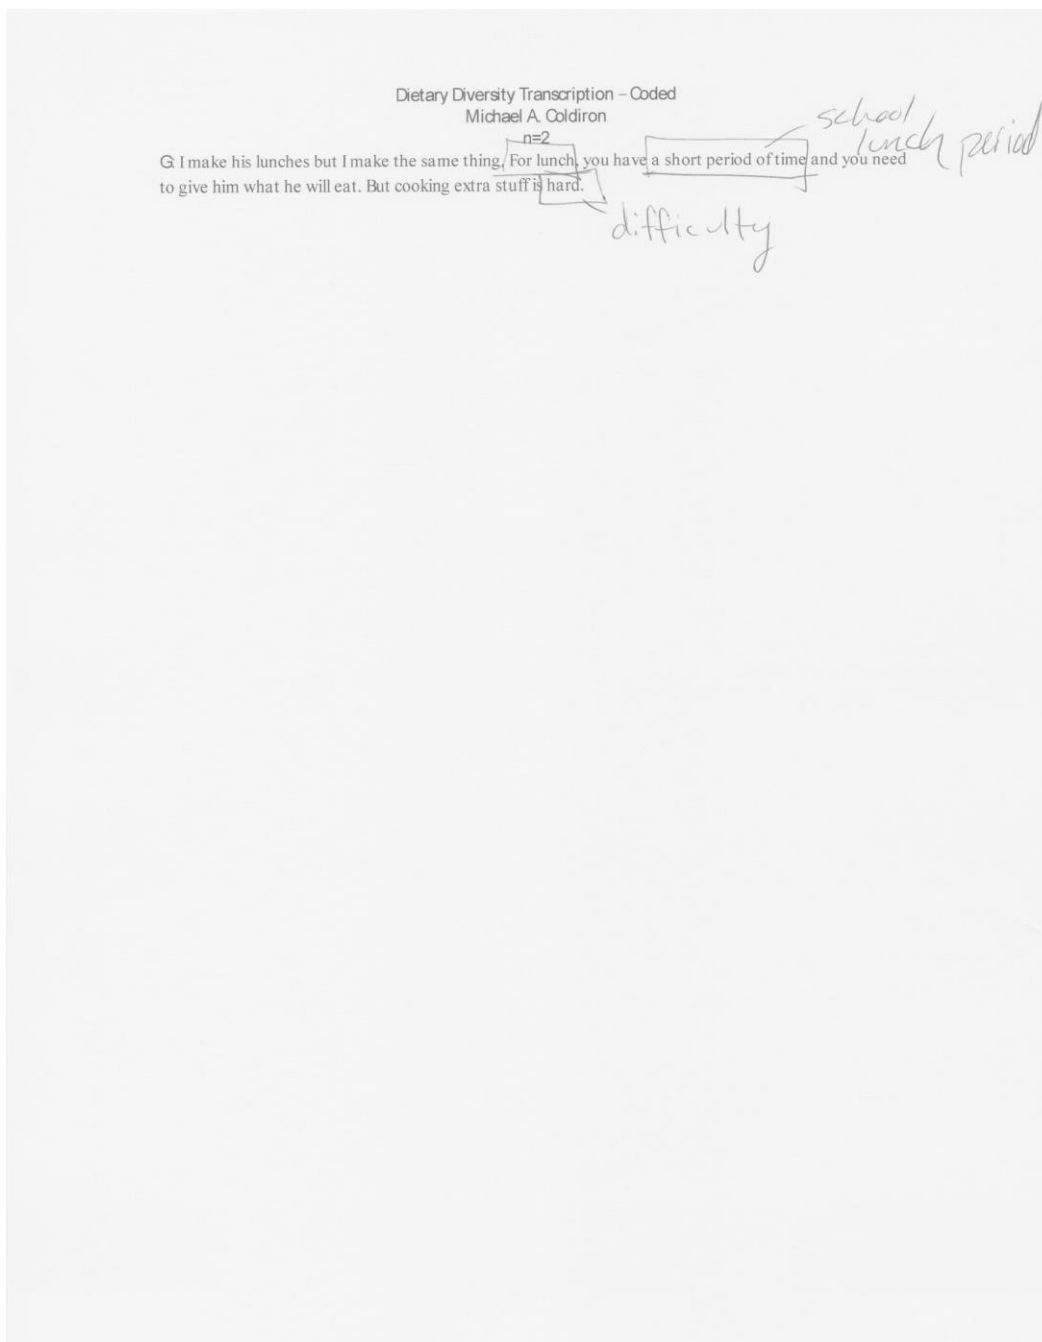 Dietary Diversity Transcription – Coded
Michael A. Coldiron
n=2
school
lunch period
G: I make his lunches but I make the same thing. For lunch, you have a short period of time and you need
to give him what he will eat. But cooking extra stuff is hard.
difficulty